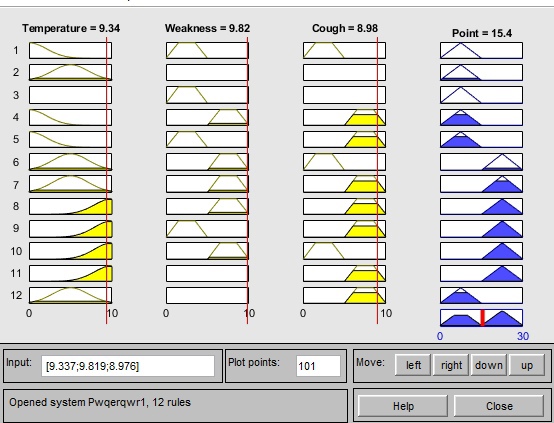 Temperature = 9.34 Weakness = 9.82 Cough = 8.98 Point = 15.4
1
2
3
4
5
6
7
8
9
10
11
12
0 10 0 10 0 10
0 30
Input: [9.337;9.819;8.976] Plot points: 101 Move: left right down up
Opened system Pwqerqwr1, 12 rules
Help Close